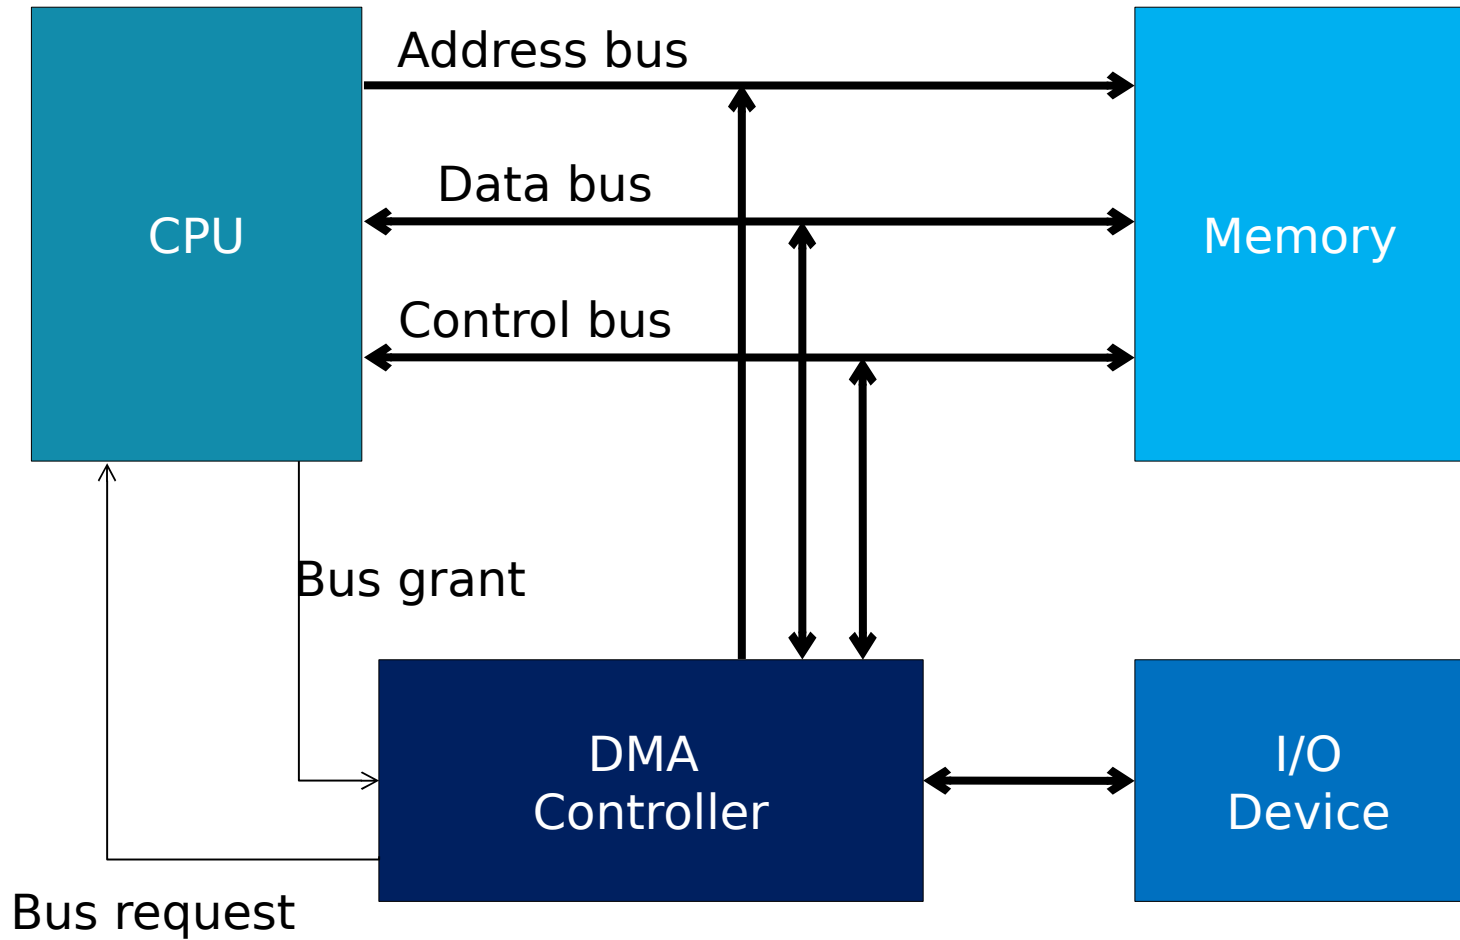 Address bus
Data bus
CPU
Memory
Control bus
Bus grant
DMA
Controller
I/O
Device
Bus request